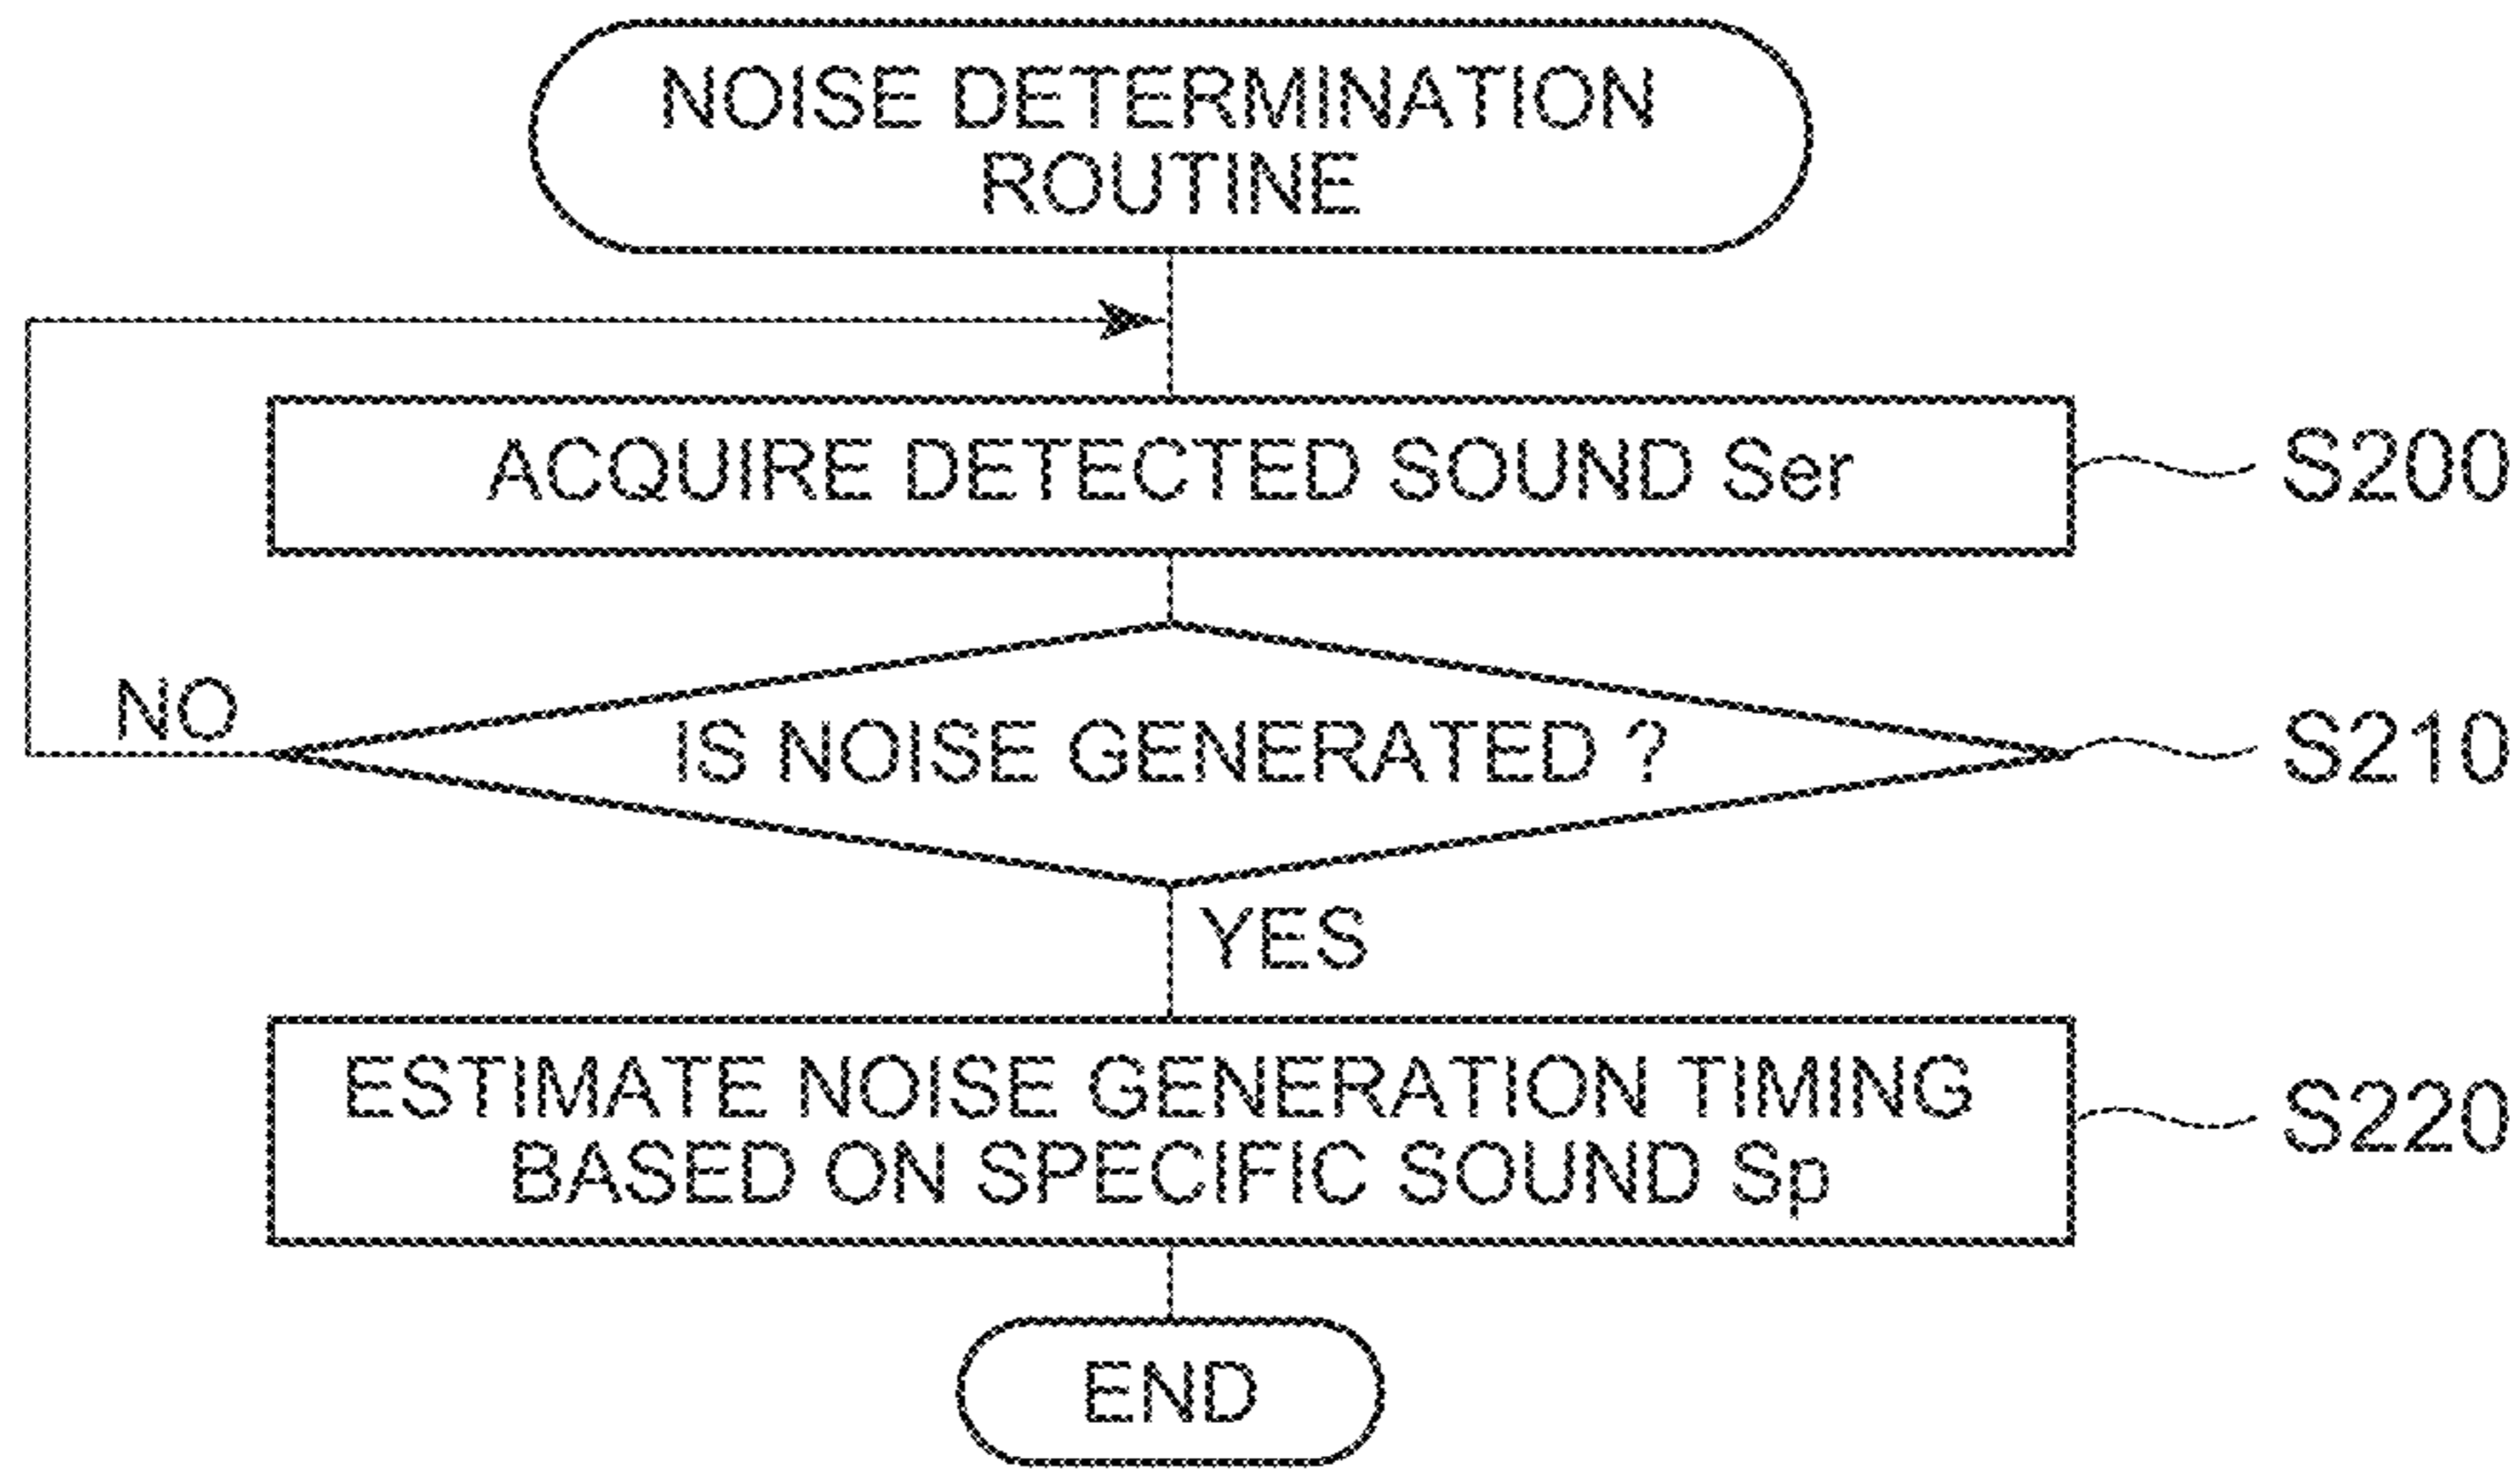 NOISE DETERMINATION
ROUTINE
ACQUIRE DETECTED SOUND Ser
S200
NO
IS NOISE GENERATED ?
S210
YES
ESTIMATE NOISE GENERATION TIMING
BASED ON SPECIFIC SOUND Sp
S220
END